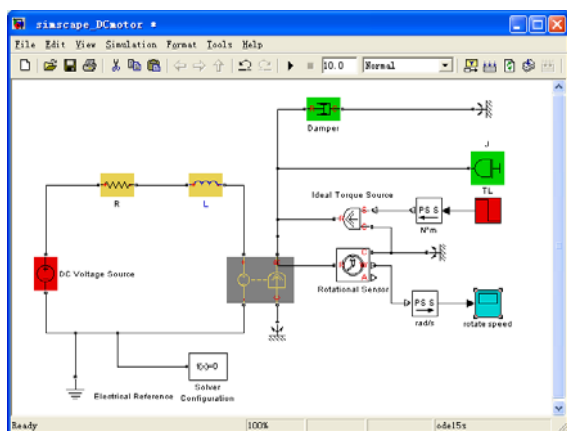 simscape_DCmotor *
File Edit View Simulation Format Tools Help
10.0 Normal
Damper
J
TL
Ideal Torque Source
R
L
PS S
N*m
DC Voltage Source
Rotational Sensor
PS S
rad/s
rotate speed
f(x)=0
Electrical Reference
Solver
Configuration
Ready 100% ode15s